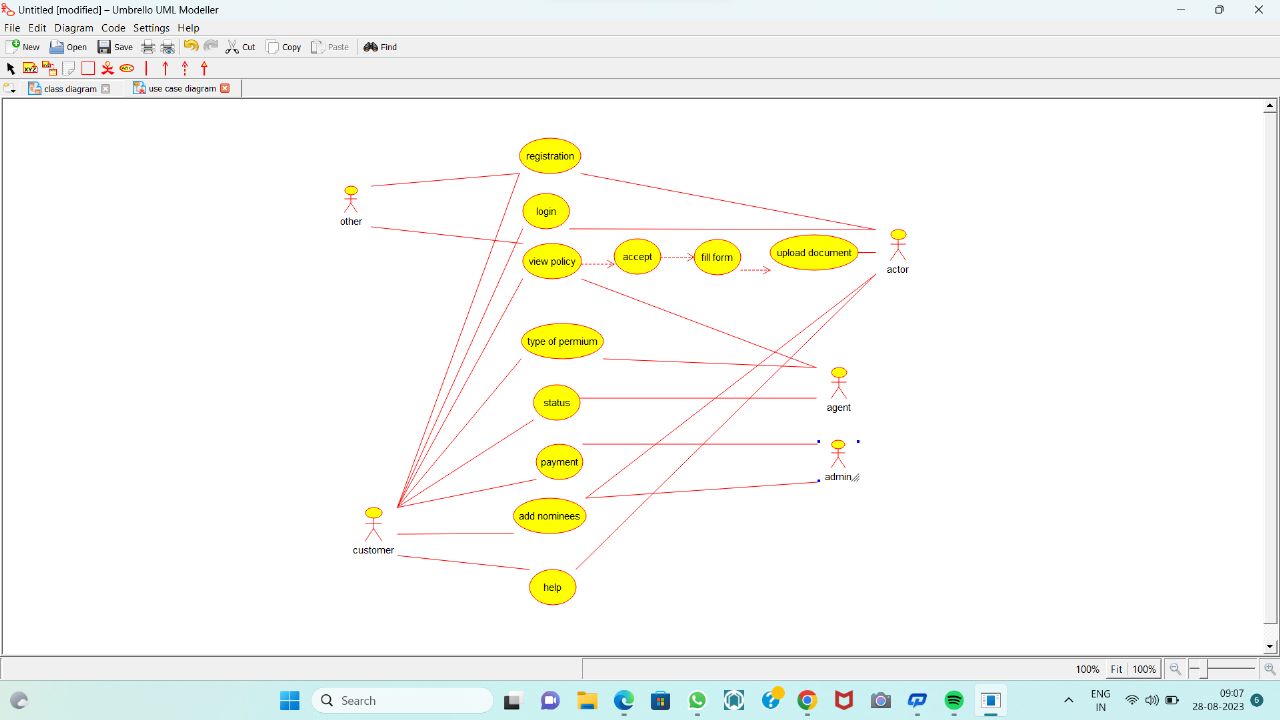 Untitled [modified] – Umbrello UML Modeller
File Edit Diagram Code Settings Help
New Open Save Cut Copy Paste Find
class diagram use case diagram
registration
other
login
actor
view policy accept fill form upload document
type of permium
agent
status
payment
admin
add nominees
customer
help
100% Fit 100%
Search
ENG
IN
09:07
28-08-2023